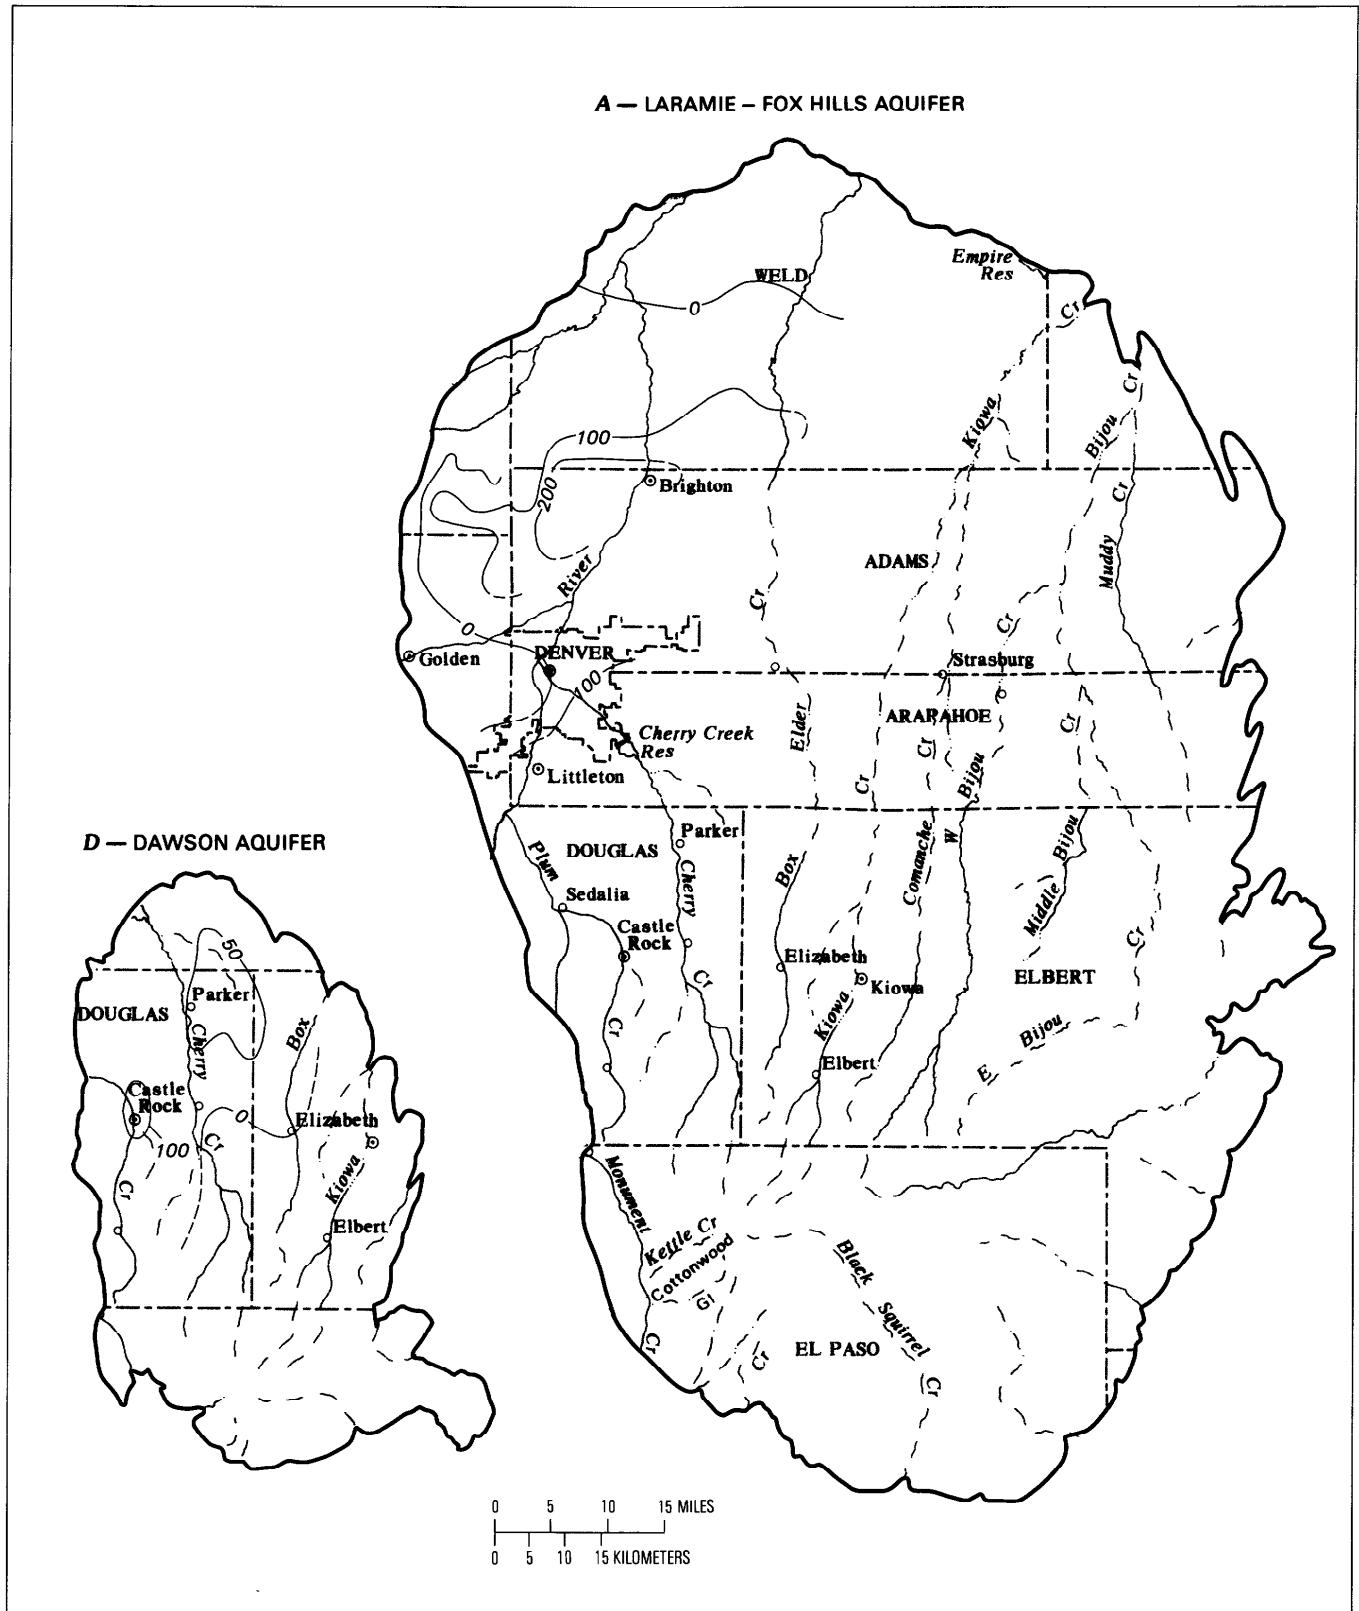 A — LARAMIE – FOX HILLS AQUIFER
Empire
Res
WELD
Cr
0
Cr
Kiowa
Bijou
100
200
Brighton
Cr
River
ADAMS
Muddy
Cr
Cr
0
Golden
DENVER
Strasburg
100
ARAPAHOE
Elder
Cherry Creek
Res
Cr
Cr
Littleton
Cr
Bijou
Parker
DOUGLAS
Plum
Comanche
W
Bijou
Box
Cherry
Sedalia
Middle
Castle
Rock
Cr
Elizabeth
Kiowa
ELBERT
Cr
Kiowa
Cr
Bijou
Elbert
E
Monument
Kettle Cr
Cottonwood
Gl
Black
Squirrel
Cr
Cr
EL PASO
Cr
D — DAWSON AQUIFER
50
Parker
DOUGLAS
Cherry
Box
Castle
Rock
0
Elizabeth
100
Cr
Cr
Kiowa
Elbert
0 5 10 15 MILES
0 5 10 15 KILOMETERS